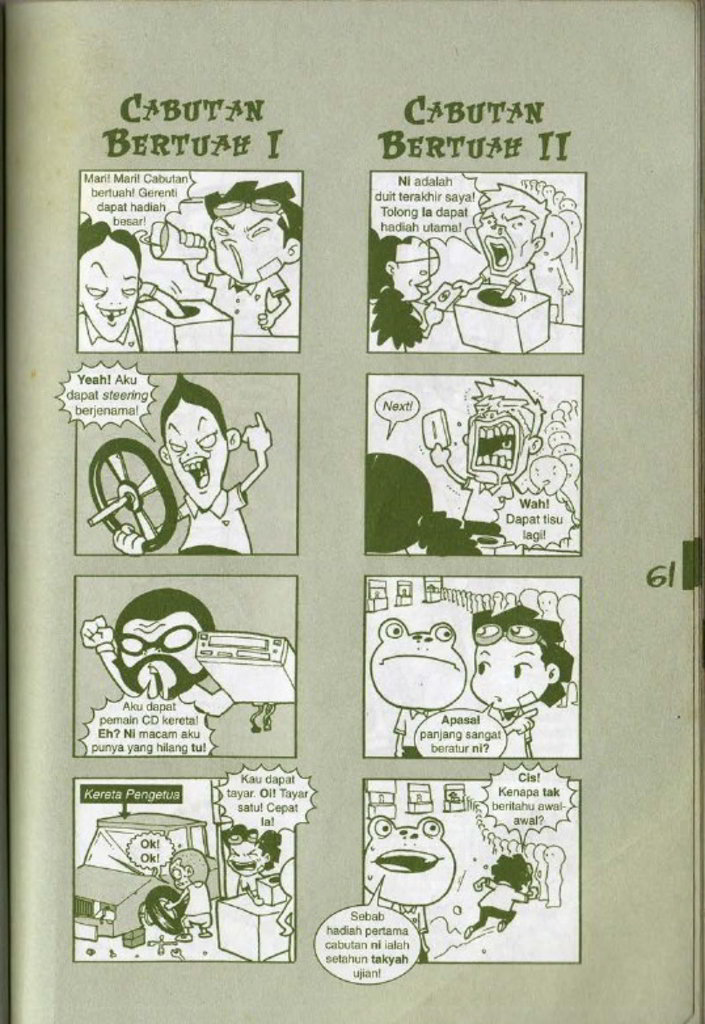 CABUTAN
BERTUAH I
Mari! Mari! Cabutan
bertuah! Gerenti
dapat hadiah
besar!
Yeah! Aku
dapat steering
berjenama!
Aku dapat
pemain CD kereta!
Eh? Ni macam aku
punya yang hilang tu!
Kereta Pengetua
Ok!
Ok!
Kau dapat
tayar. Oi! Tayar
satu! Cepat
la!
CABUTAN
BERTUAH II
Ni adalah
duit terakhir saya!
Tolong la dapat
hadiah utama!
Next!
Wah!
Dapat tisu
lagi!
Apasal
panjang sangat
beratur ni?
Cis!
Kenapa tak
beritahu awal-
awal?
Sebab
hadiah pertama
cabutan ni ialah
setahun takyah
ujian!
61